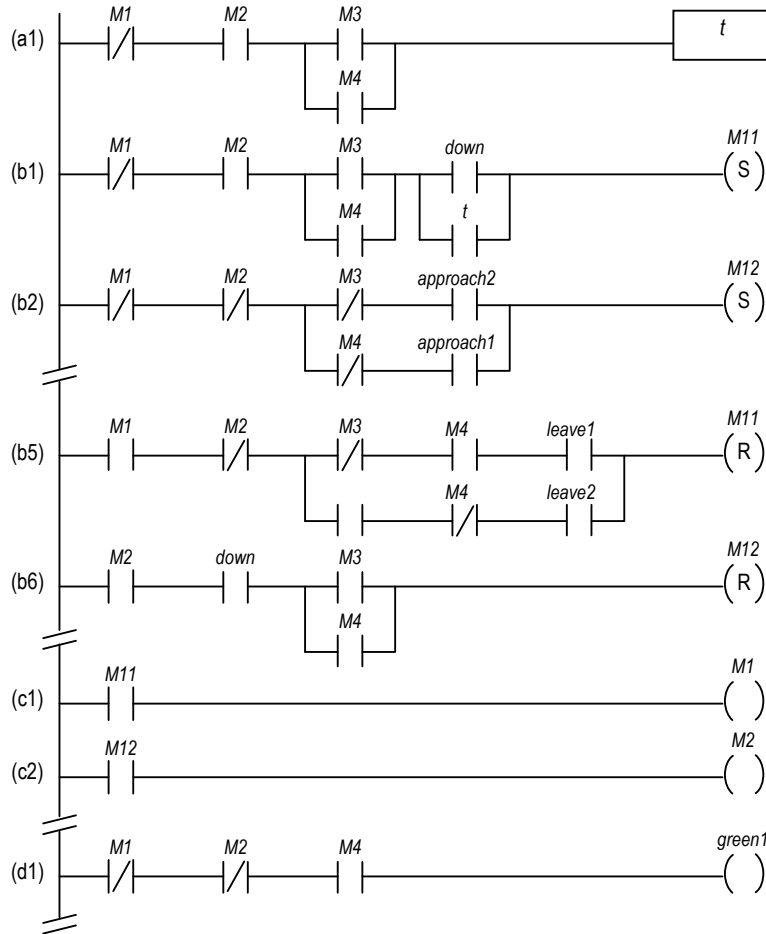 (a1) M1 M2 M3 t
M4
(b1) M1 M2 M3 down M11
S
M4 t
(b2) M1 M2 M3 approach2 M12
S
M4 approach1
(b5) M1 M2 M3 M4 leave1 M11
R
M4 leave2
(b6) M2 down M3 M12
R
M4
(c1) M11 M1
(c2) M12 M2
(d1) M1 M2 M4 green1